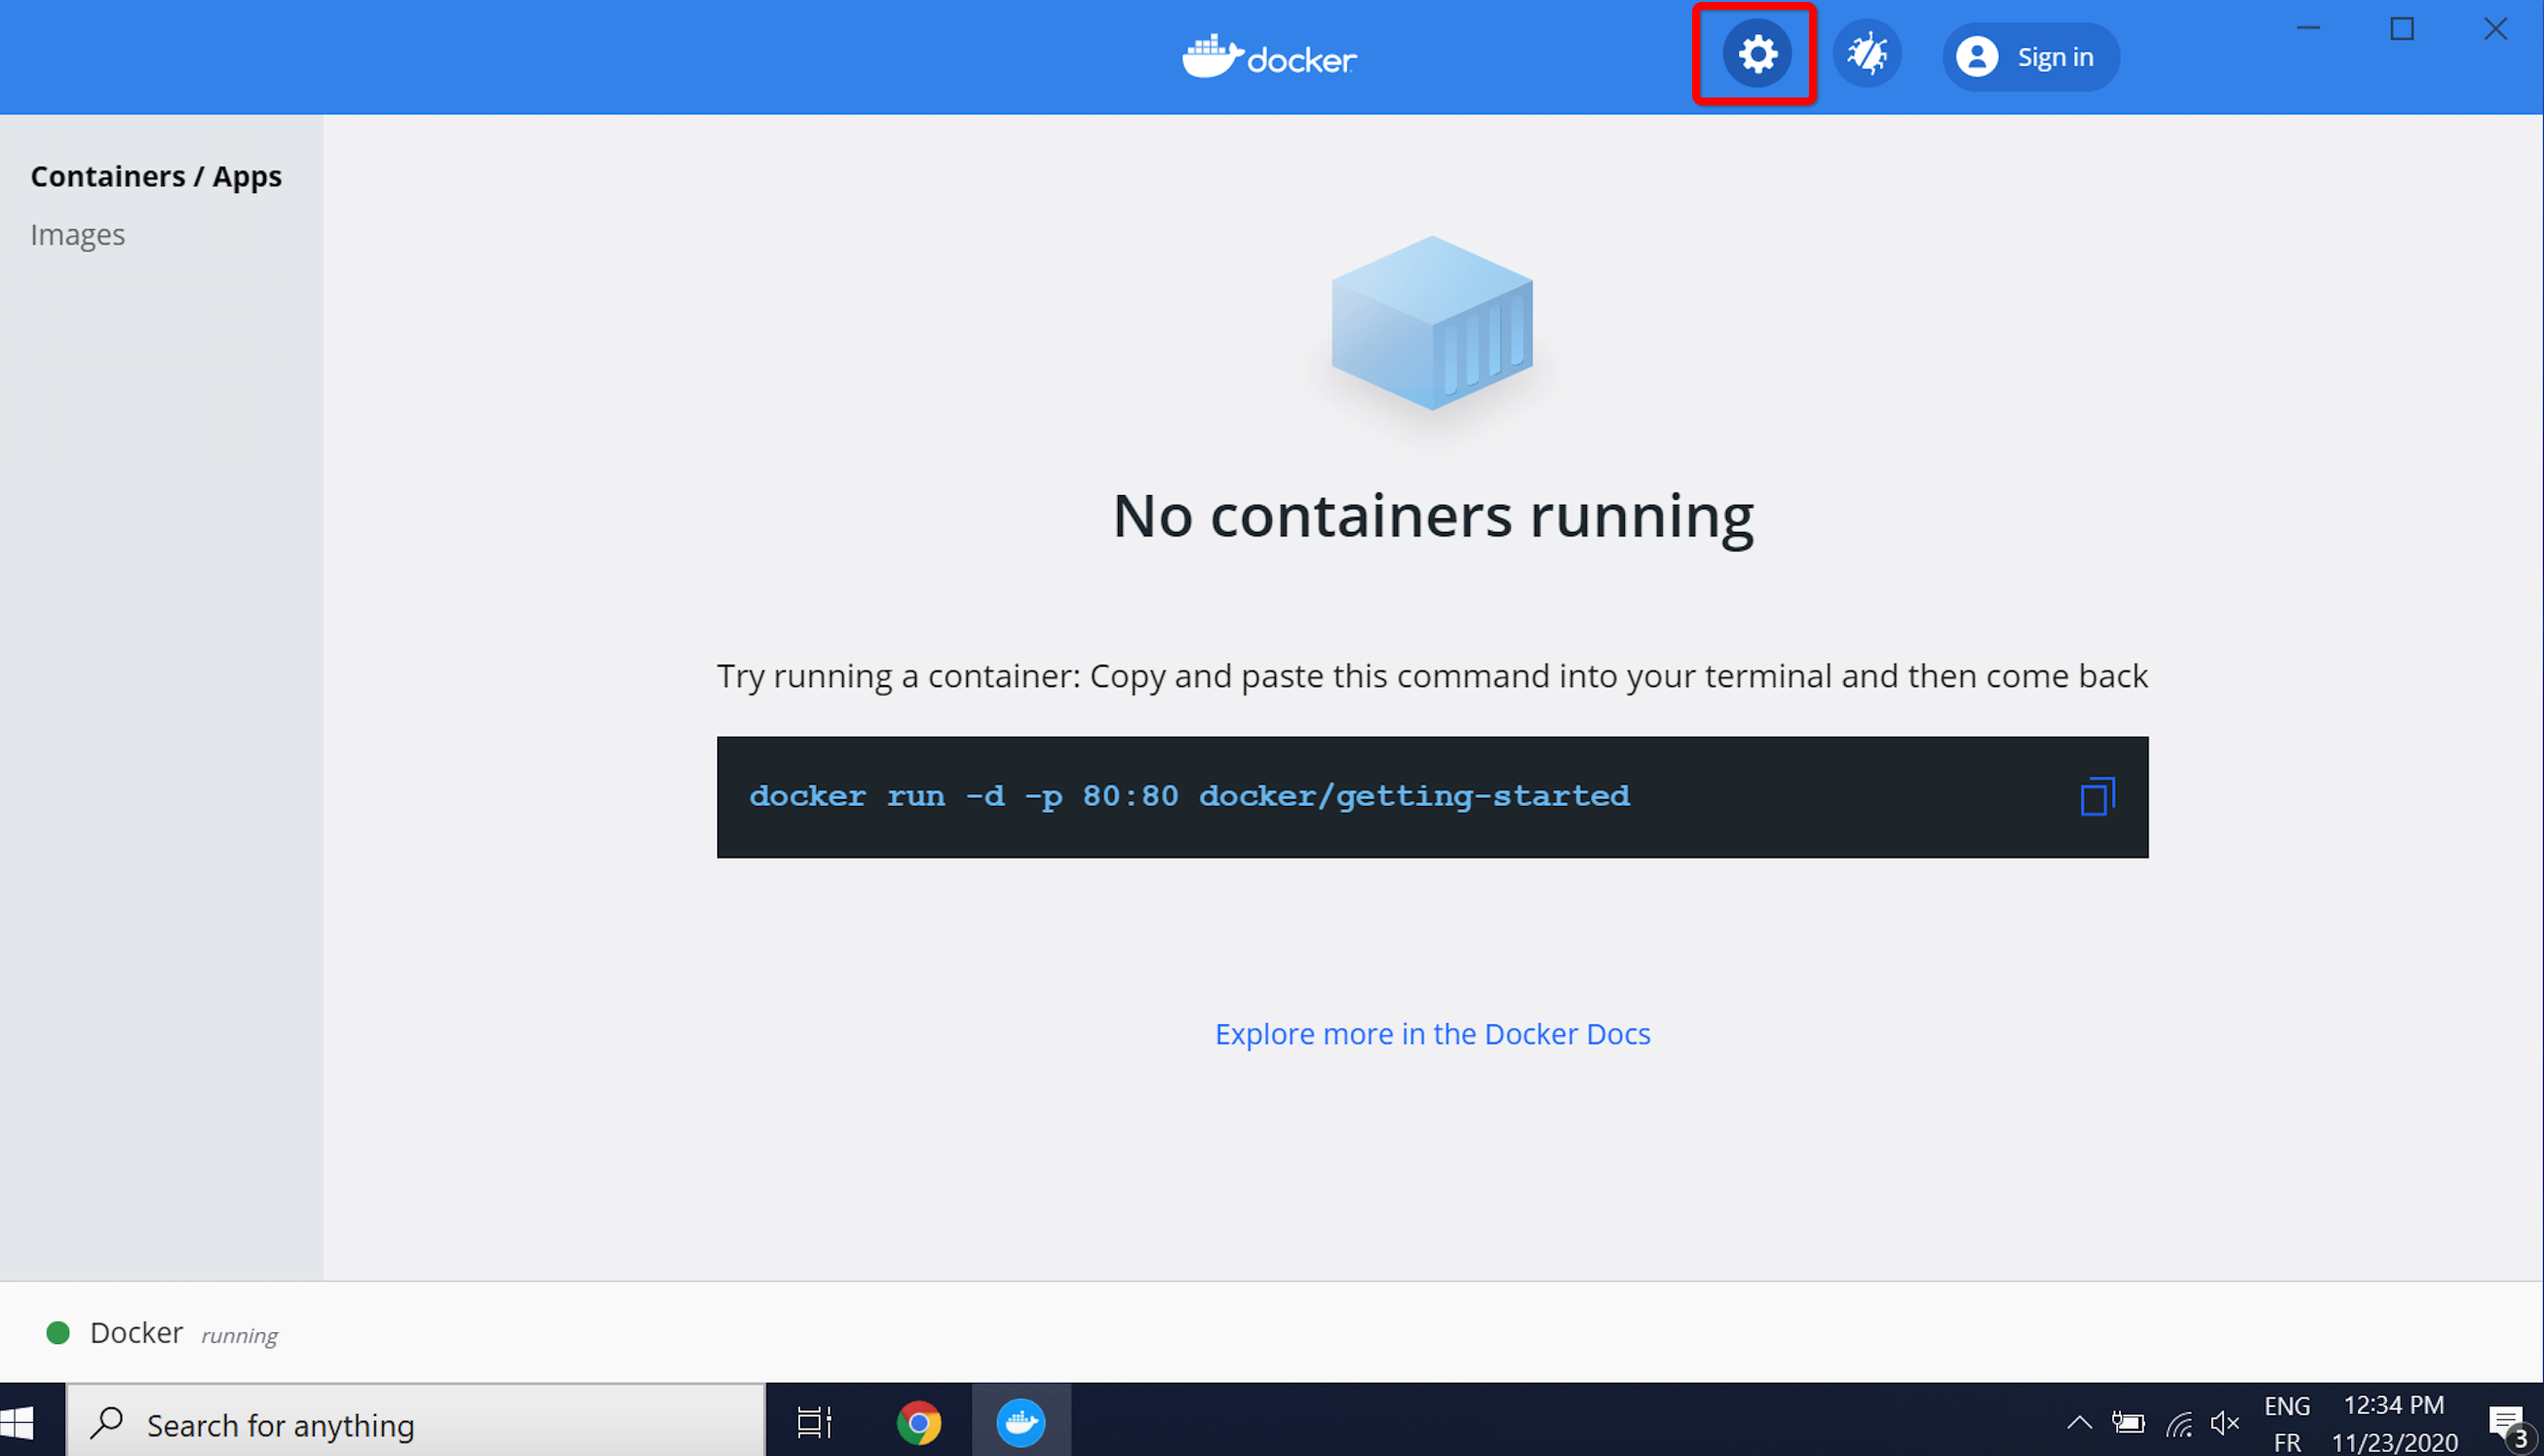 docker
Sign in
Containers / Apps
Images
No containers running
Try running a container: Copy and paste this command into your terminal and then come back
docker run -d -p 80:80 docker/getting-started
Explore more in the Docker Docs
Docker running
Search for anything
ENG
FR
12:34 PM
11/23/2020
3